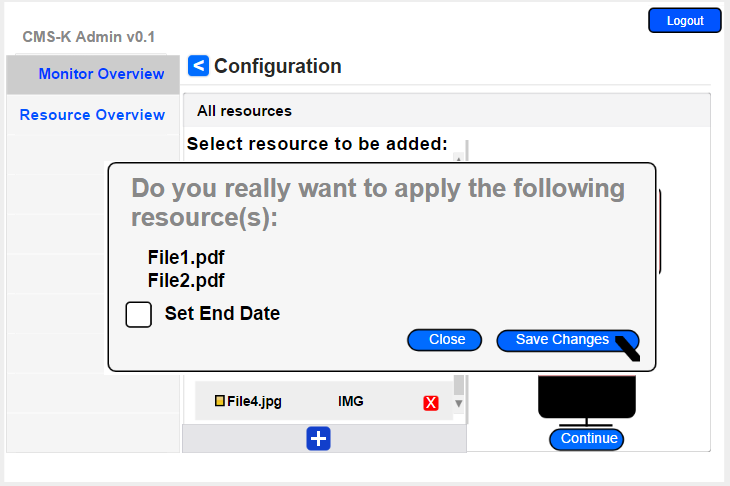 Logout
CMS-K Admin v0.1
Monitor Overview
< Configuration
Resource Overview
All resources
Select resource to be added:
Do you really want to apply the following
resource(s):
File1.pdf
File2.pdf
Set End Date
Close Save Changes
File4.jpg IMG X
+
Continue